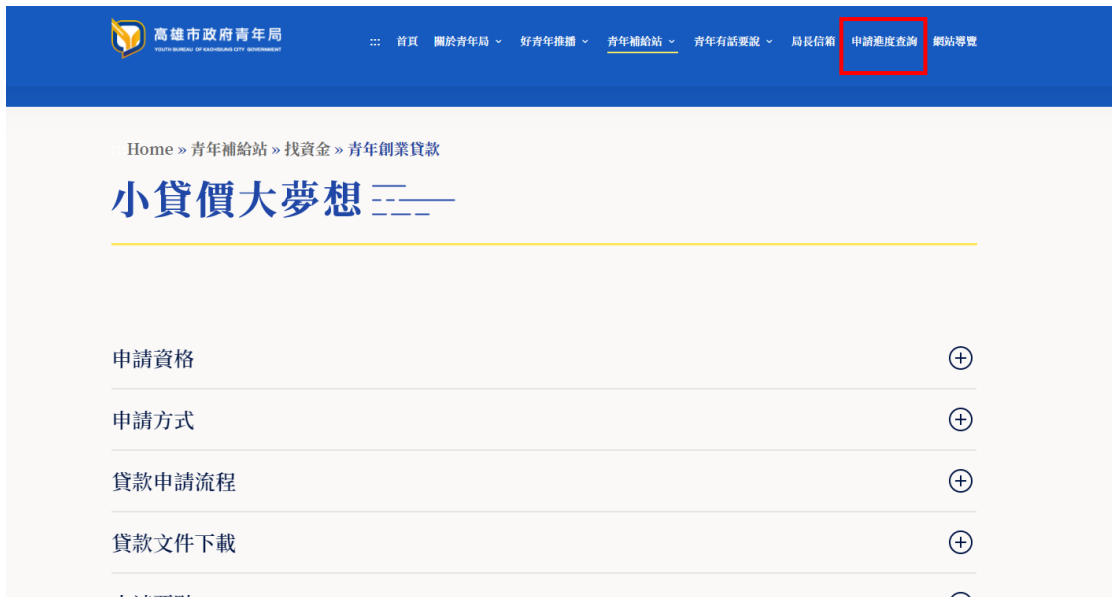 高雄市政府青年局
YOUTH BUREAU OF KAOHSIUNG CITY GOVERNMENT
::: 首頁 關於青年局 好青年推播 青年補給站 青年有話要說 局長信箱 申請進度查詢 網站導覽
Home » 青年補給站 » 找資金 » 青年創業貸款
小貸價大夢想
申請資格
申請方式
貸款申請流程
貸款文件下載